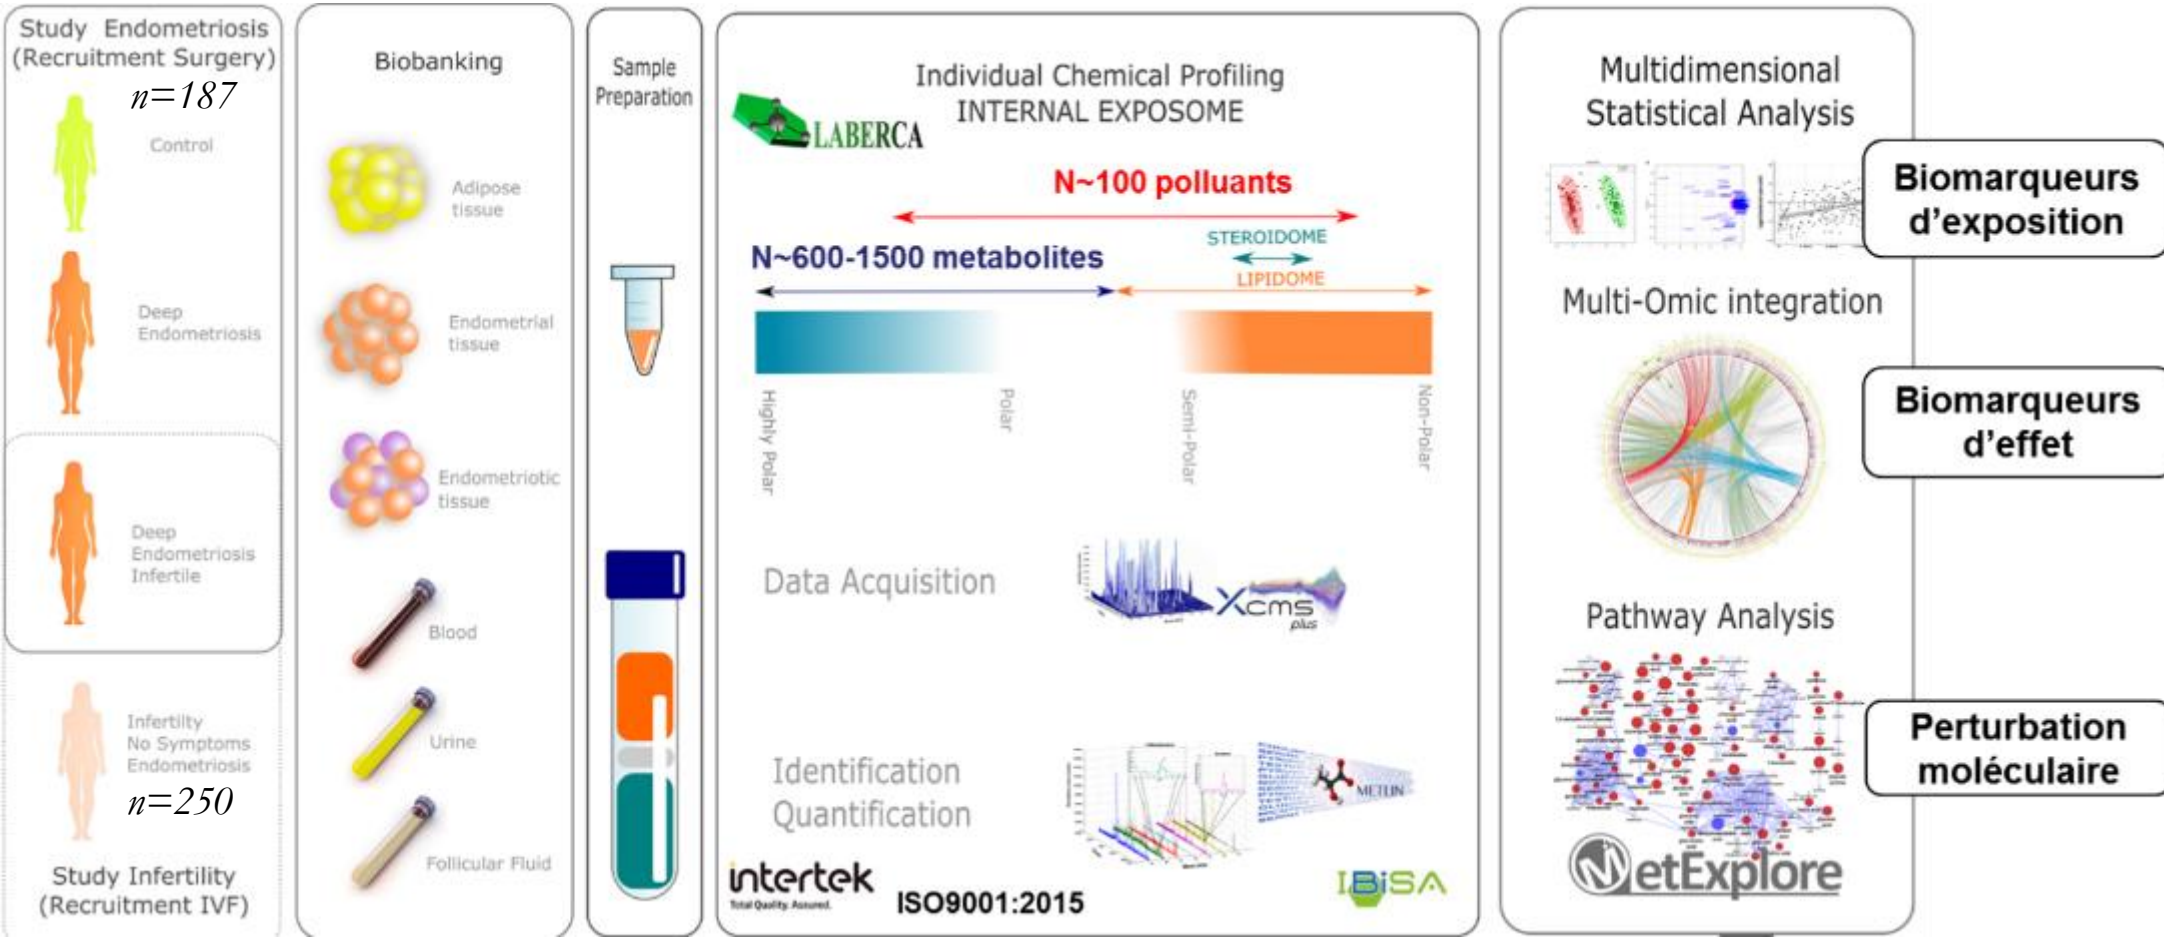 Study Endometriosis
(Recruitment Surgery)
n=187
Control
Deep
Endometriosis
Deep
Endometriosis
Infertile
Infertilty
No Symptoms
Endometriosis
n=250
Study Infertility
(Recruitment IVF)
Biobanking
Adipose
tissue
Endometrial
tissue
Endometriotic
tissue
Blood
Urine
Follicular Fluid
Sample
Preparation
Individual Chemical Profiling
INTERNAL EXPOSOME
LABERCA
N~100 polluants
STEROIDOME
N~600-1500 metabolites
LIPIDOME
Highly Polar
Polar
Semi-Polar
Non-Polar
Data Acquisition
Xcms
plus
Identification
Quantification
METLIN
intertek
Total Quality. Assured.
ISO9001:2015
IBiSA
Multidimensional
Statistical Analysis
Biomarqueurs
d'exposition
Multi-Omic integration
Biomarqueurs
d'effet
Pathway Analysis
Perturbation
moléculaire
MetExplore